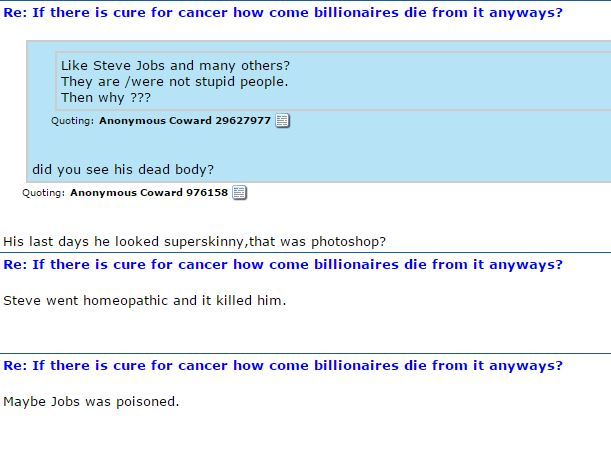 Re: If there is cure for cancer how come billionaires die from it anyways?
Like Steve Jobs and many others?
They are /were not stupid people.
Then why ???
Quoting: Anonymous Coward 29627977
did you see his dead body?
Quoting: Anonymous Coward 976158
His last days he looked superskinny,that was photoshop?
Re: If there is cure for cancer how come billionaires die from it anyways?
Steve went homeopathic and it killed him.
Re: If there is cure for cancer how come billionaires die from it anyways?
Maybe Jobs was poisoned.